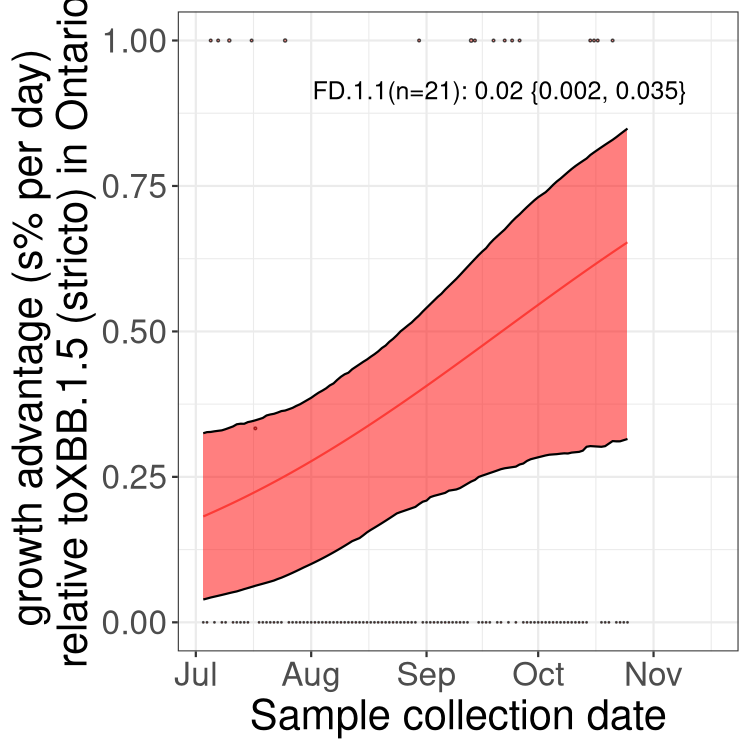 growth advantage (s% per day)
relative toXBB.1.5 (stricto) in Ontario
1.00
0.75
0.50
0.25
0.00
FD.1.1(n=21): 0.02 {0.002, 0.035}
Jul Aug Sep Oct Nov
Sample collection date